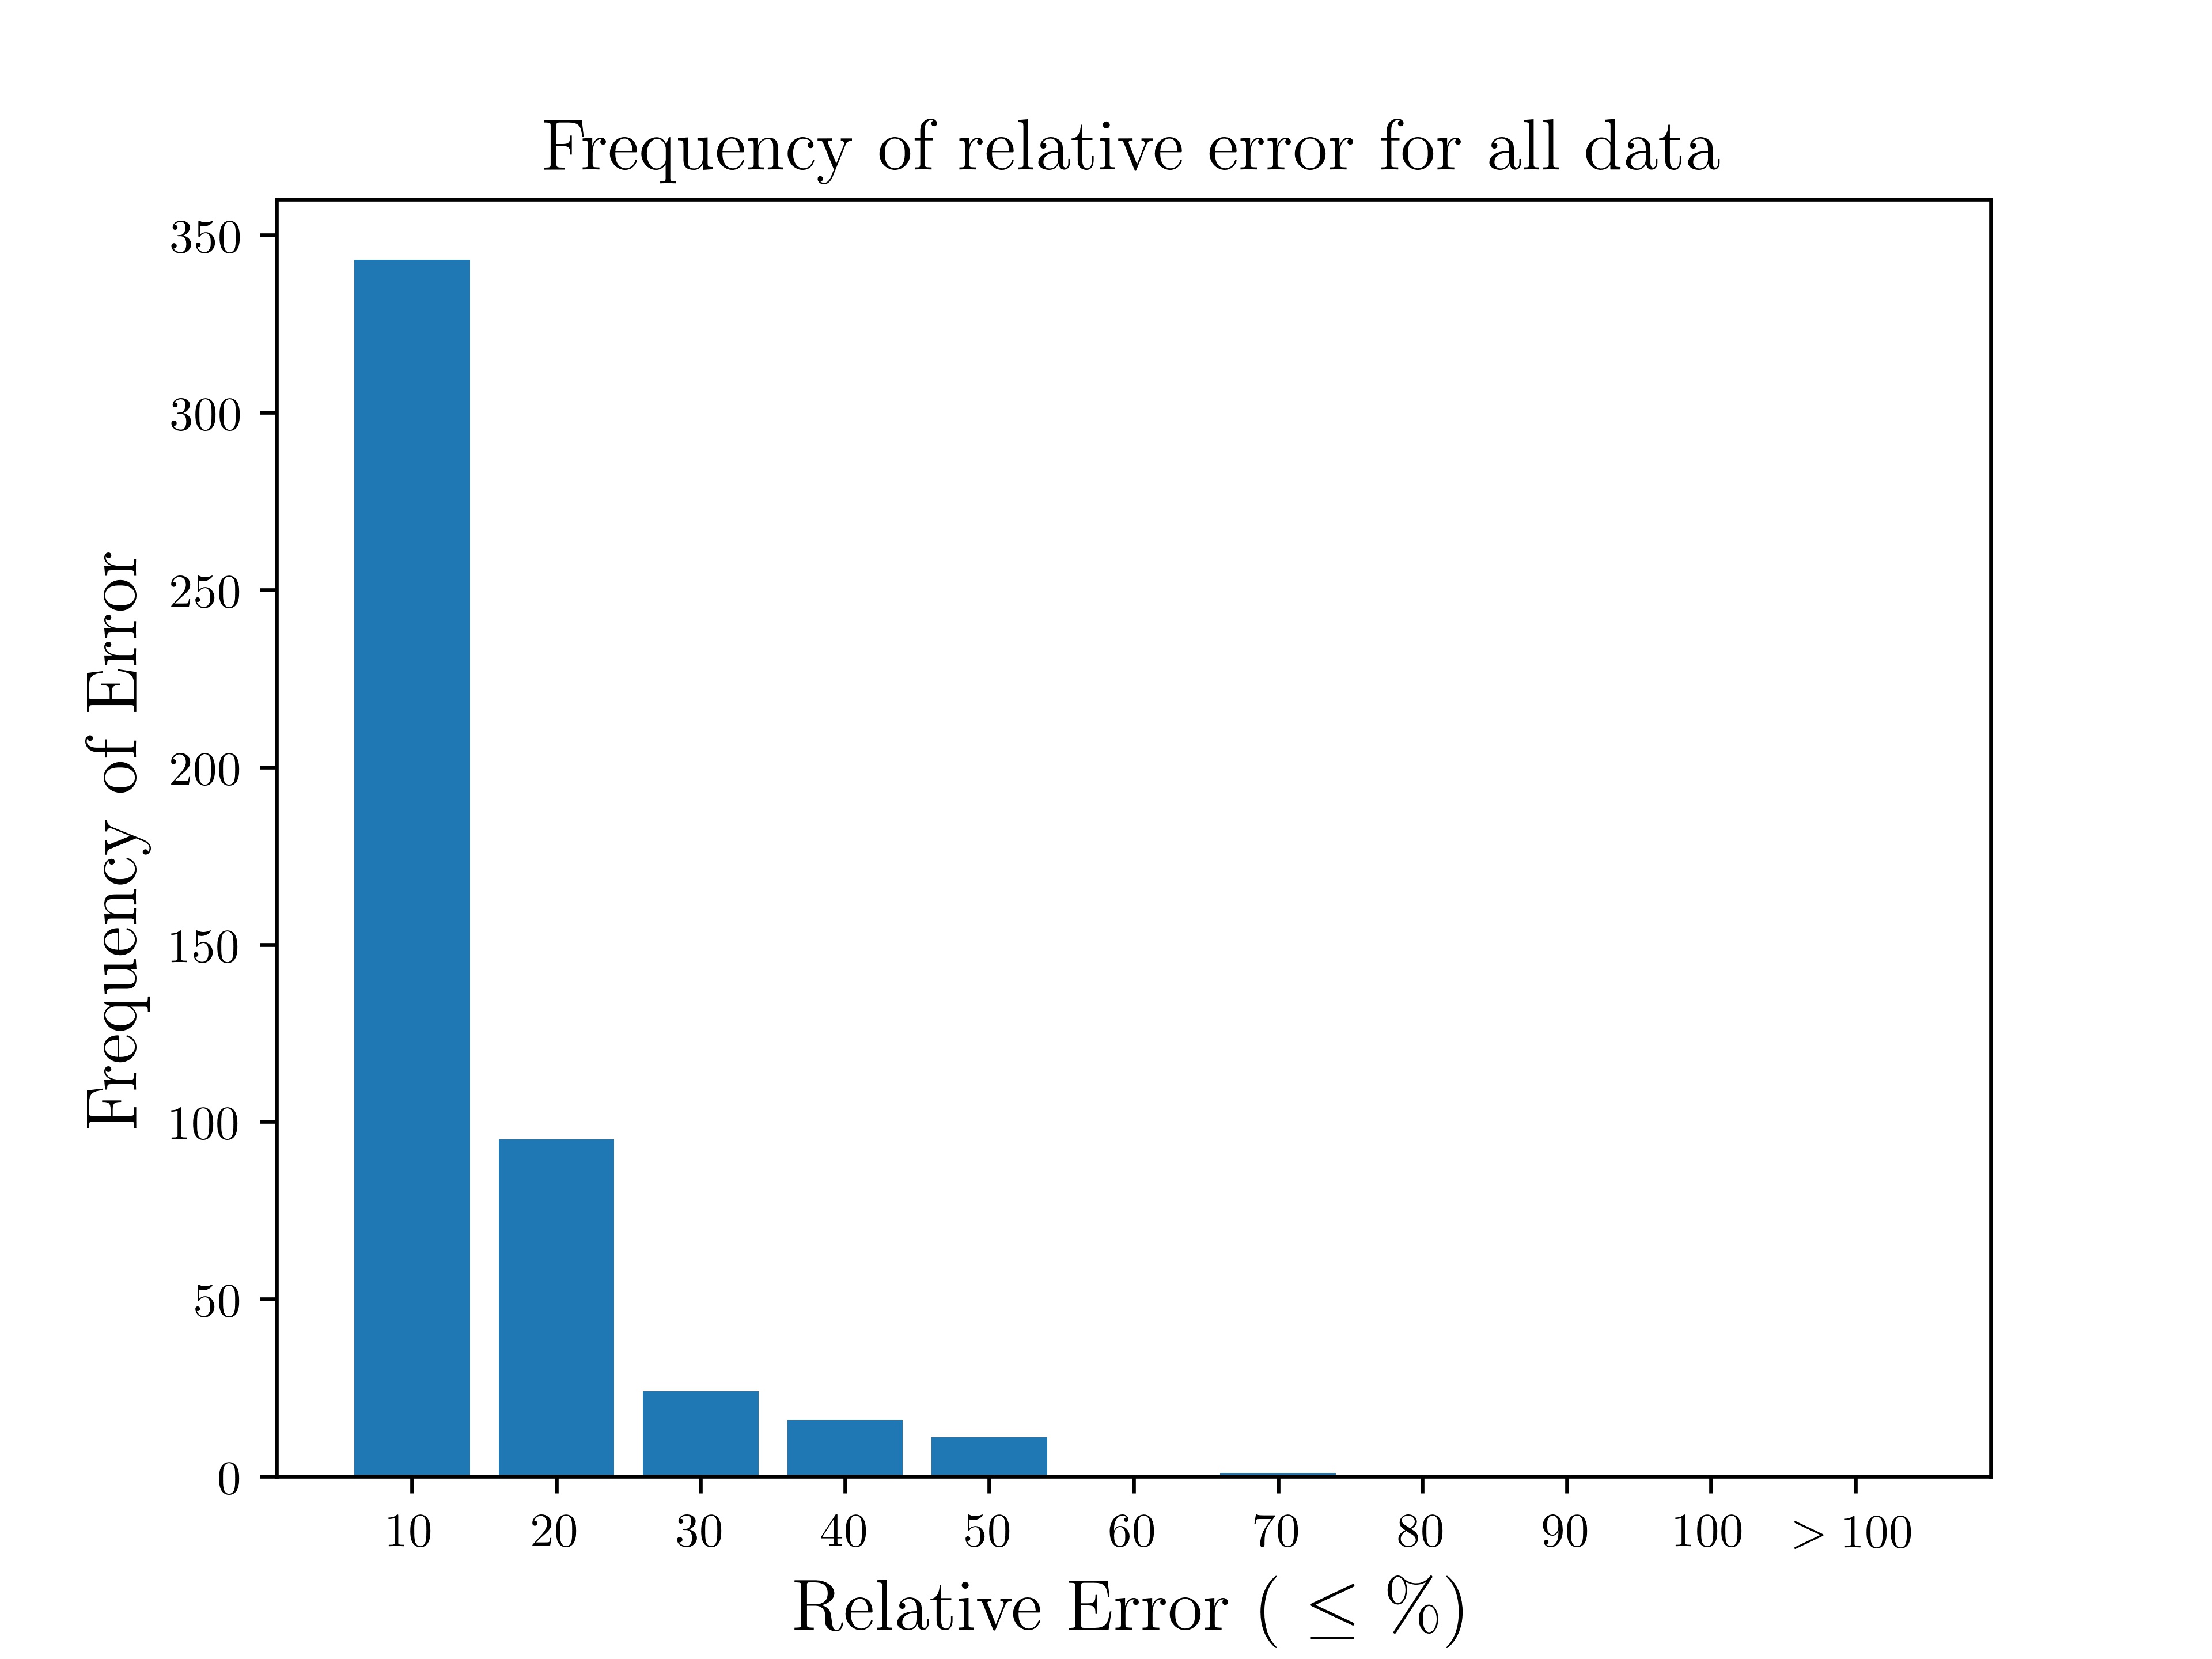 Frequency of relative error for all data
Frequency of Error
350
300
250
200
150
100
50
0
10 20 30 40 50 60 70 80 90 100 > 100
Relative Error ( ≤ %)